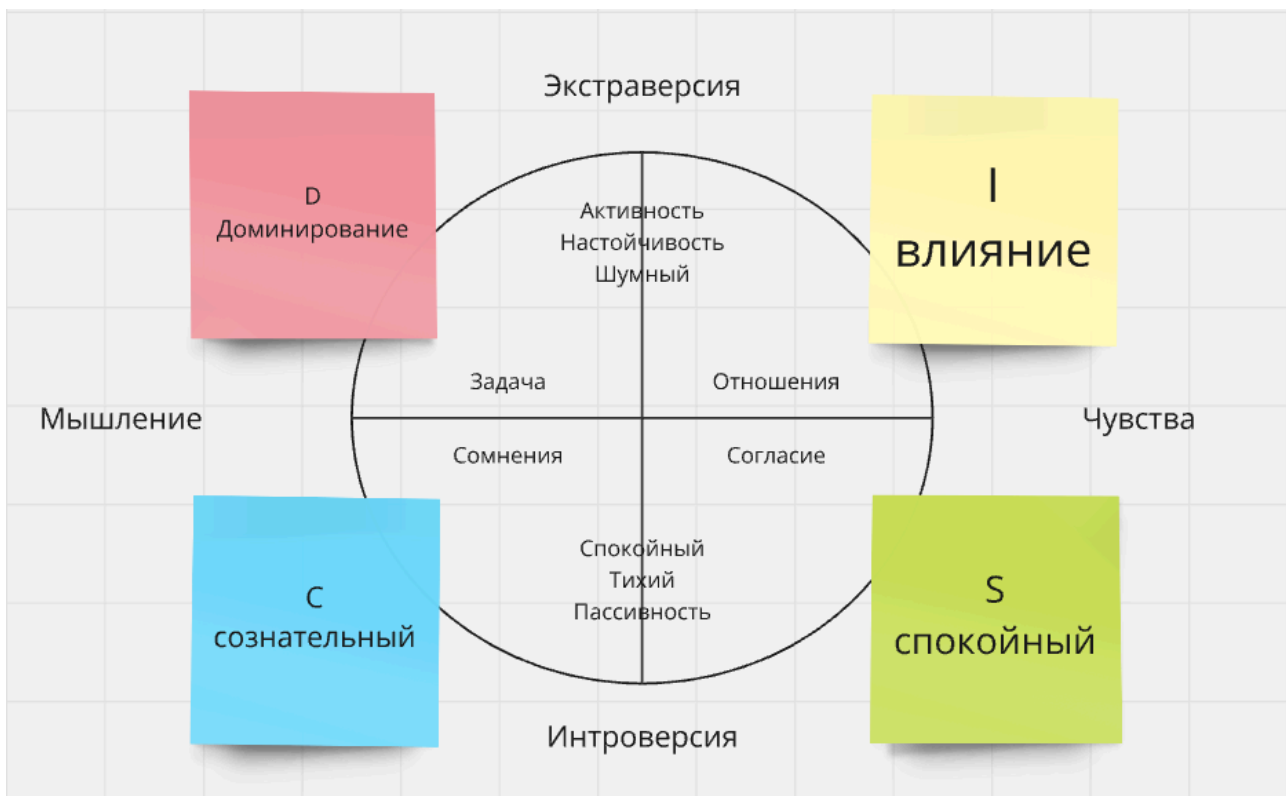 Экстраверсия
D
Доминирование
I
влияние
Активность
Настойчивость
Шумный
Задача
Отношения
Мышление
Чувства
Сомнения
Согласие
C
сознательный
Спокойный
Тихий
Пассивность
S
спокойный
Интроверсия